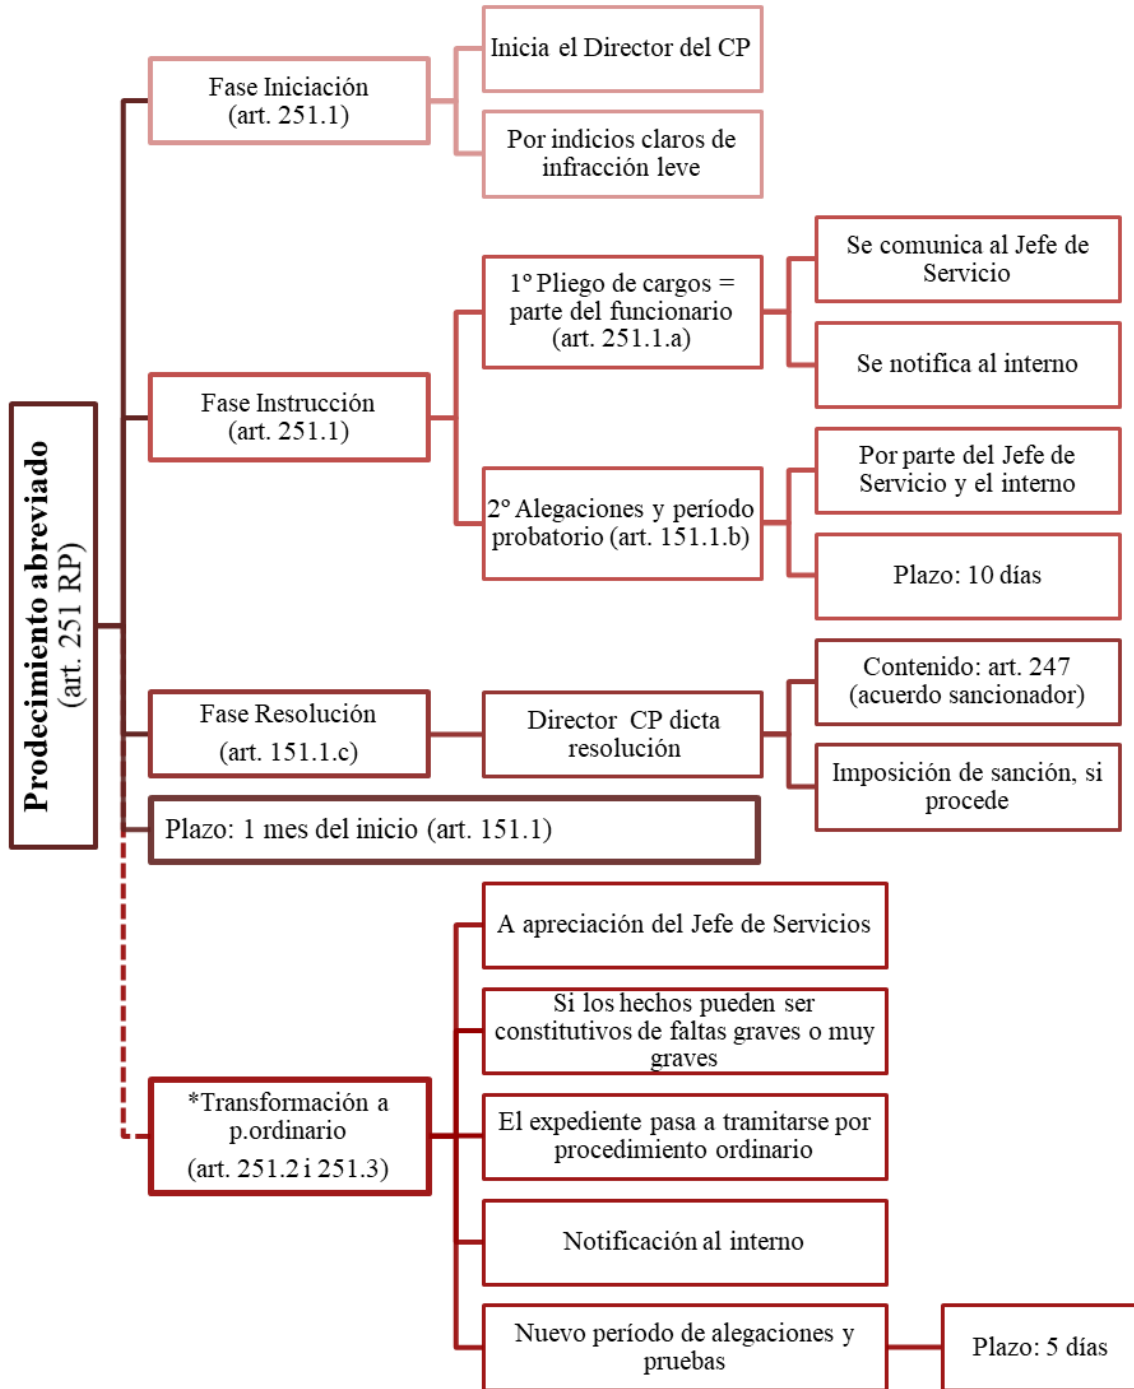 Prodecimiento abreviado
(art. 251 RP)
Fase Iniciación
(art. 251.1)
Inicia el Director del CP
Por indicios claros de
infracción leve
Fase Instrucción
(art. 251.1)
1º Pliego de cargos =
parte del funcionario
(art. 251.1.a)
Se comunica al Jefe de
Servicio
Se notifica al interno
2º Alegaciones y período
probatorio (art. 151.1.b)
Por parte del Jefe de
Servicio y el interno
Plazo: 10 días
Fase Resolución
(art. 151.1.c)
Director CP dicta
resolución
Contenido: art. 247
(acuerdo sancionador)
Imposición de sanción, si
procede
Plazo: 1 mes del inicio (art. 151.1)
*Transformación a
p.ordinario
(art. 251.2 i 251.3)
A apreciación del Jefe de Servicios
Si los hechos pueden ser
constitutivos de faltas graves o muy
graves
El expediente pasa a tramitarse por
procedimiento ordinario
Notificación al interno
Nuevo período de alegaciones y
pruebas
Plazo: 5 días